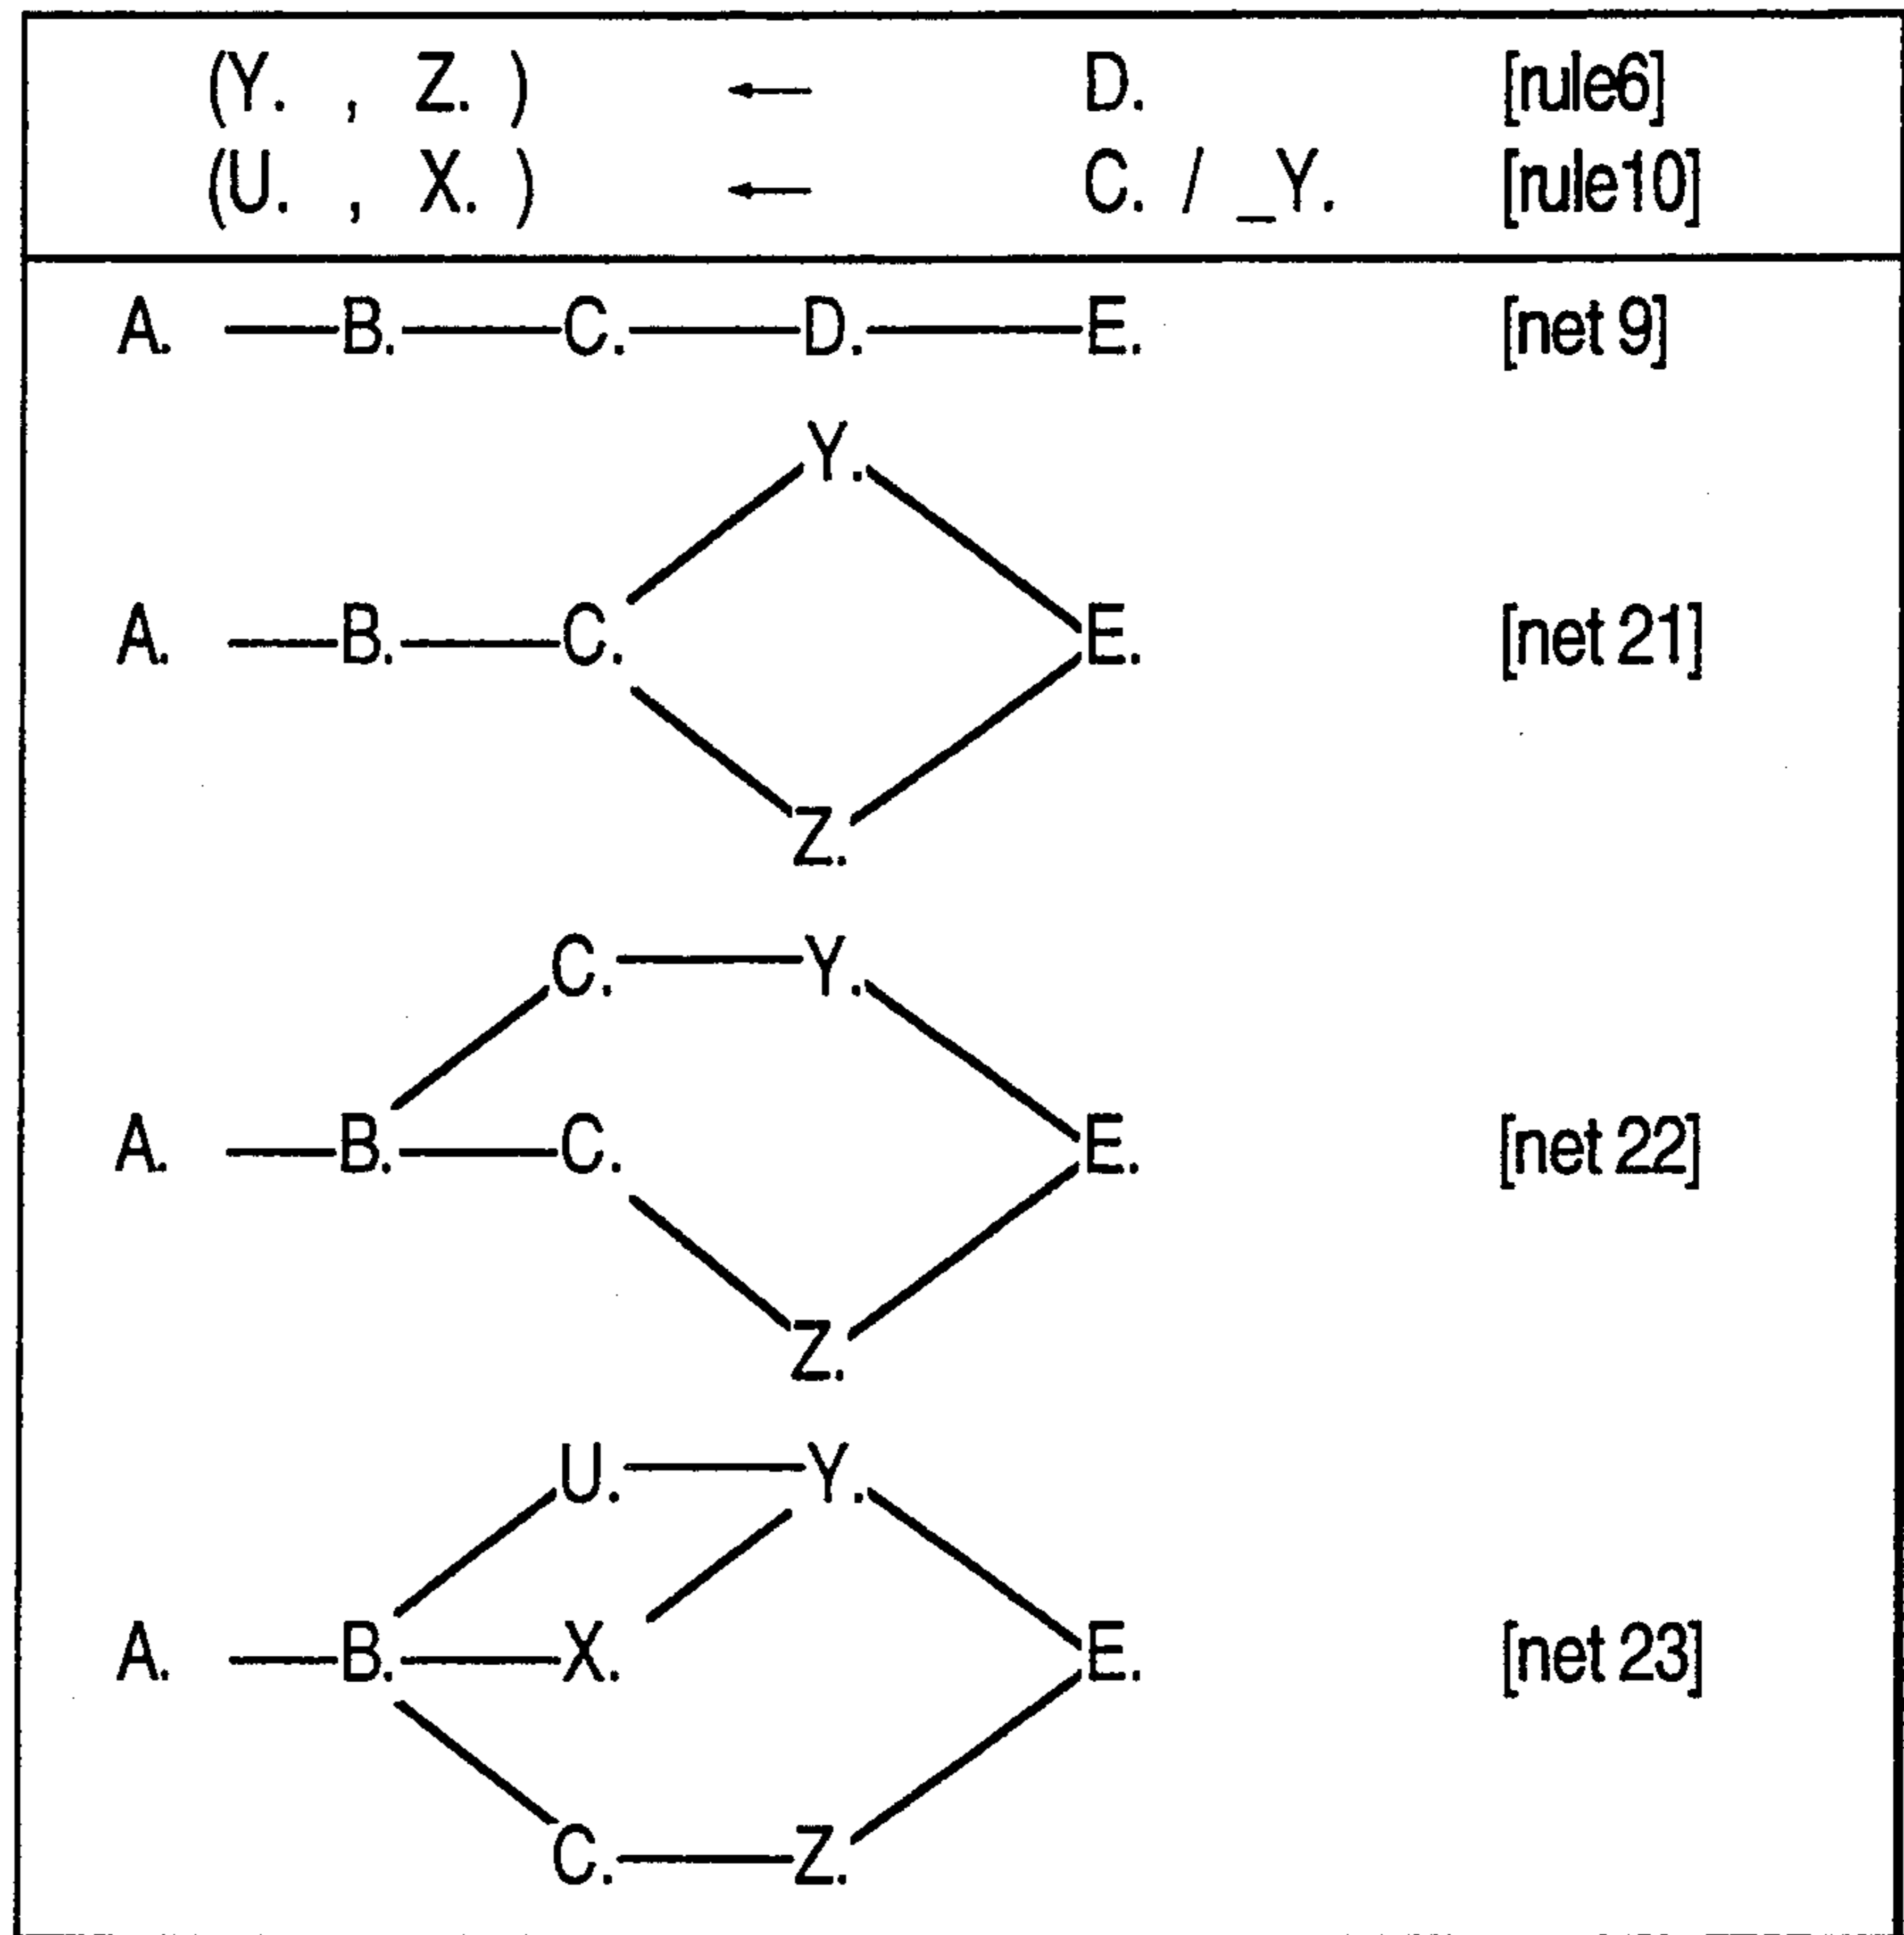 (Y. , Z. ) ← D. [rule6]
(U. , X. ) ← C. / _Y. [rule10]
A. B. C. D. E. [net 9]
Y.
A. B. C. E. [net 21]
Z.
C. Y.
A. B. C. E. [net 22]
Z.
U. Y.
A. B. X. E. [net 23]
C. Z.